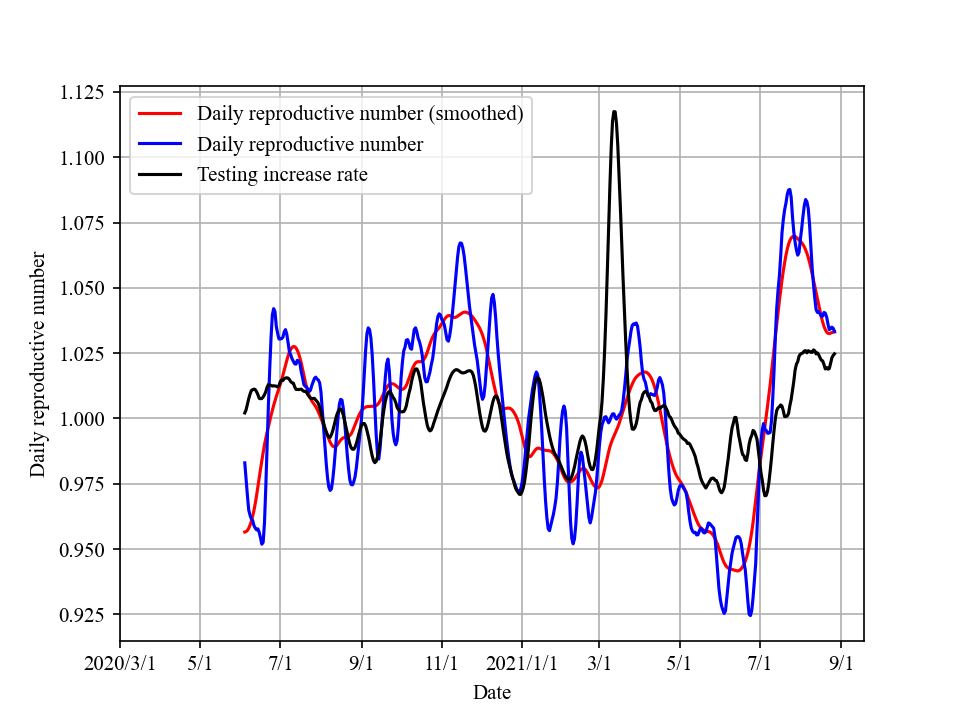 Daily reproductive number (smoothed)
Daily reproductive number
Testing increase rate
Daily reproductive number
1.125
1.100
1.075
1.050
1.025
1.000
0.975
0.950
0.925
2020/3/1 5/1 7/1 9/1 11/1 2021/1/1 3/1 5/1 7/1 9/1
Date